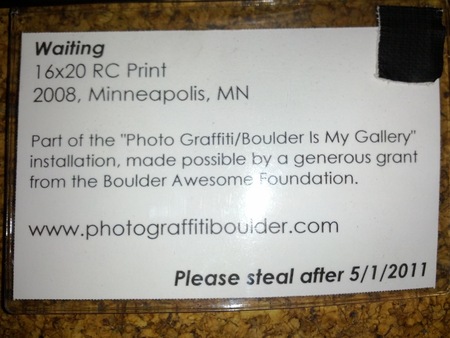 Waiting
16x20 RC Print
2008, Minneapolis, MN
Part of the "Photo Graffiti/Boulder Is My Gallery"
installation, made possible by a generous grant
from the Boulder Awesome Foundation.
www.photograffitiboulder.com
Please steal after 5/1/2011